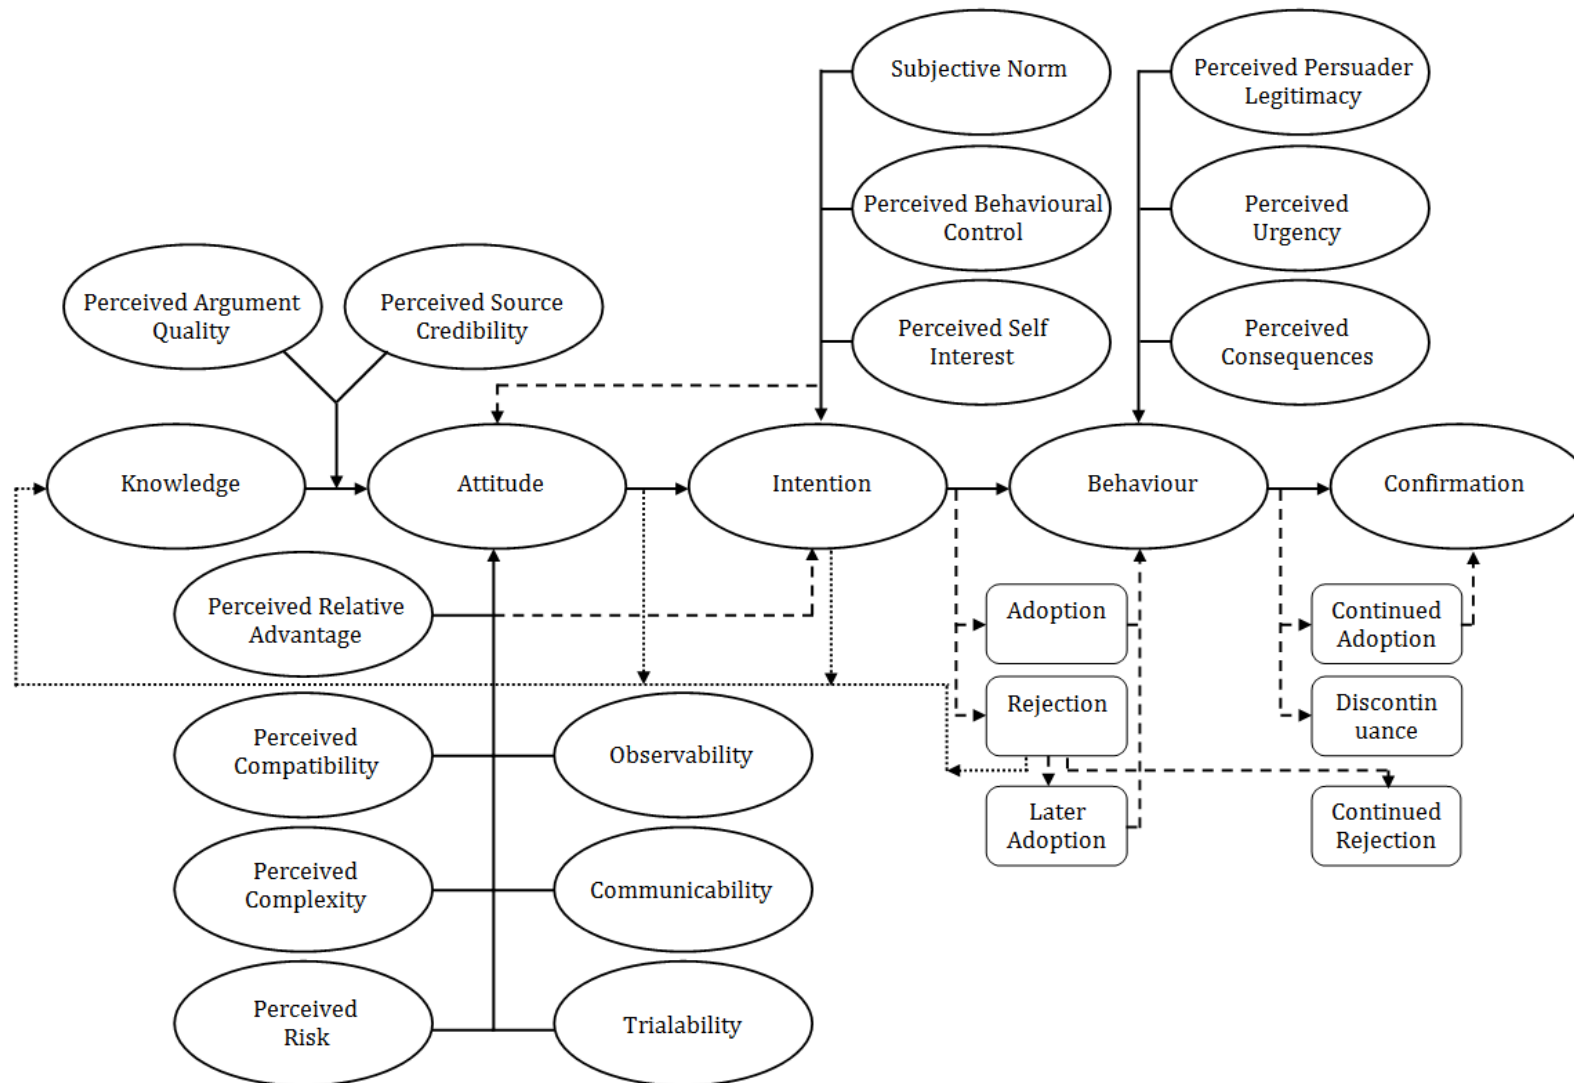 Subjective Norm
Perceived Persuader
Legitimacy
Perceived Behavioural
Control
Perceived
Urgency
Perceived Argument
Quality
Perceived Source
Credibility
Perceived Self
Interest
Perceived
Consequences
Knowledge
Attitude
Intention
Behaviour
Confirmation
Perceived Relative
Advantage
Adoption
Continued
Adoption
Rejection
Discontin
uance
Perceived
Compatibility
Observability
Later
Adoption
Continued
Rejection
Perceived
Complexity
Communicability
Perceived
Risk
Trialability